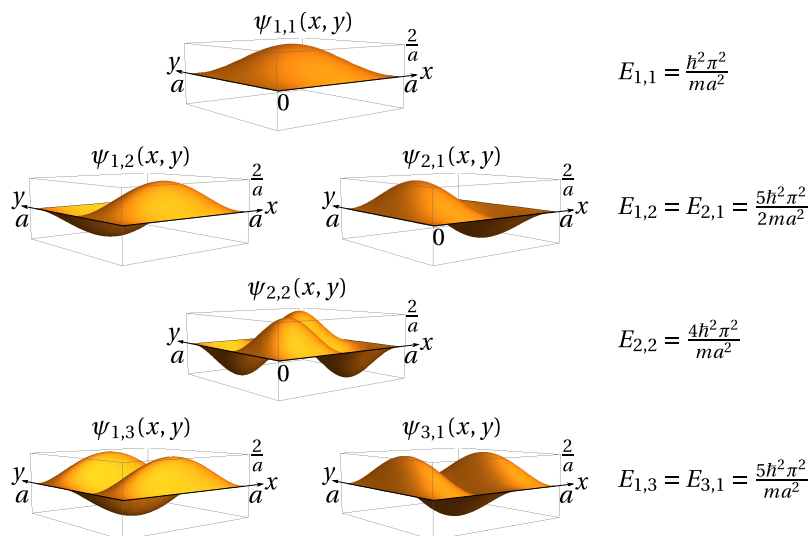 ψ₁,₁(x, y)
2/a
y
x
a
a
0
E₁,₁ = ℏ²π²/ma²
ψ₁,₂(x, y)
2/a
y
x
a
a
ψ₂,₁(x, y)
2/a
y
x
a
a
0
E₁,₂ = E₂,₁ = 5ℏ²π²/2ma²
ψ₂,₂(x, y)
2/a
y
x
a
a
0
E₂,₂ = 4ℏ²π²/ma²
ψ₁,₃(x, y)
2/a
y
x
a
a
ψ₃,₁(x, y)
2/a
y
x
a
a
E₁,₃ = E₃,₁ = 5ℏ²π²/ma²